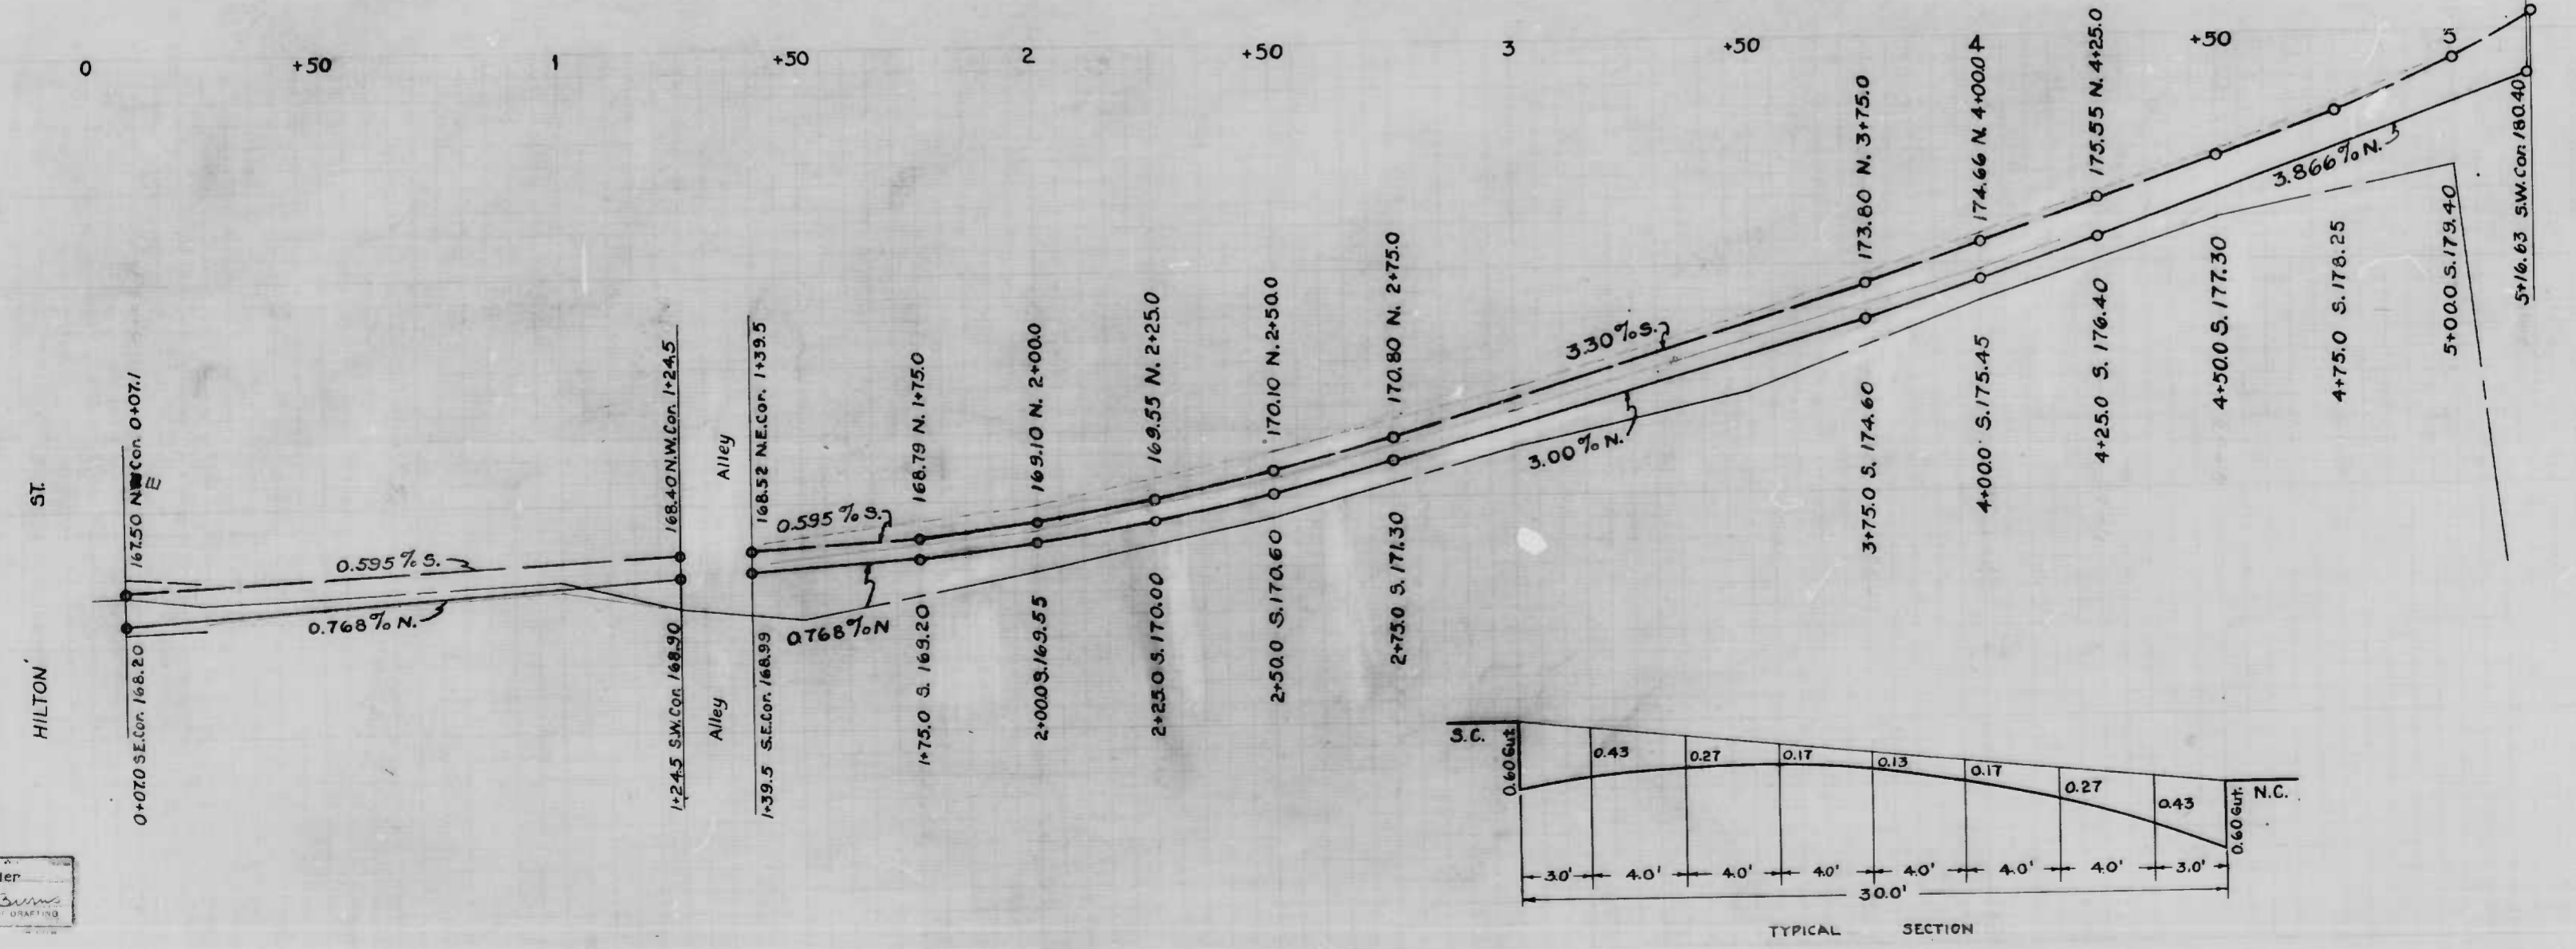 0 +50 1 +50 2 +50 3 +50 4 +50 5
HILTON ST.
167.50 N Cor. 0+07.1
E
0+07.0 S.E.Cor. 168.20
0.595 % S.
0.768 % N.
168.40 N.W.Cor. 1+24.5
1+24.5 S.W.Cor. 168.90
Alley
Alley
168.52 N.E.Cor. 1+39.5
1+39.5 S.E.Cor. 168.99
0.595 % S.
0.768 % N
168.79 N. 1+75.0
1+75.0 S. 169.20
169.10 N. 2+00.0
2+00.0 S. 169.55
169.55 N. 2+25.0
2+25.0 S. 170.00
170.10 N. 2+50.0
2+50.0 S. 170.60
170.80 N. 2+75.0
2+75.0 S. 171.30
3.30 % S.
3.00 % N.
173.80 N. 3+75.0
3+75.0 S. 174.60
174.66 N. 4+00.0
4+00.0 S. 175.45
175.55 N. 4+25.0
4+25.0 S. 176.40
4+50.0 S. 177.30
4+75.0 S. 178.25
3.866 % N.
5+00.0 S. 179.40
5+16.63 S.W.Cor. 180.40
S.C.
0.60 Gut.
0.43 0.27 0.17 0.13 0.17 0.27 0.43
0.60 Gut.
N.C.
3.0' 4.0' 4.0' 4.0' 4.0' 4.0' 4.0' 3.0'
30.0'
TYPICAL SECTION
Burns
DRAFTING